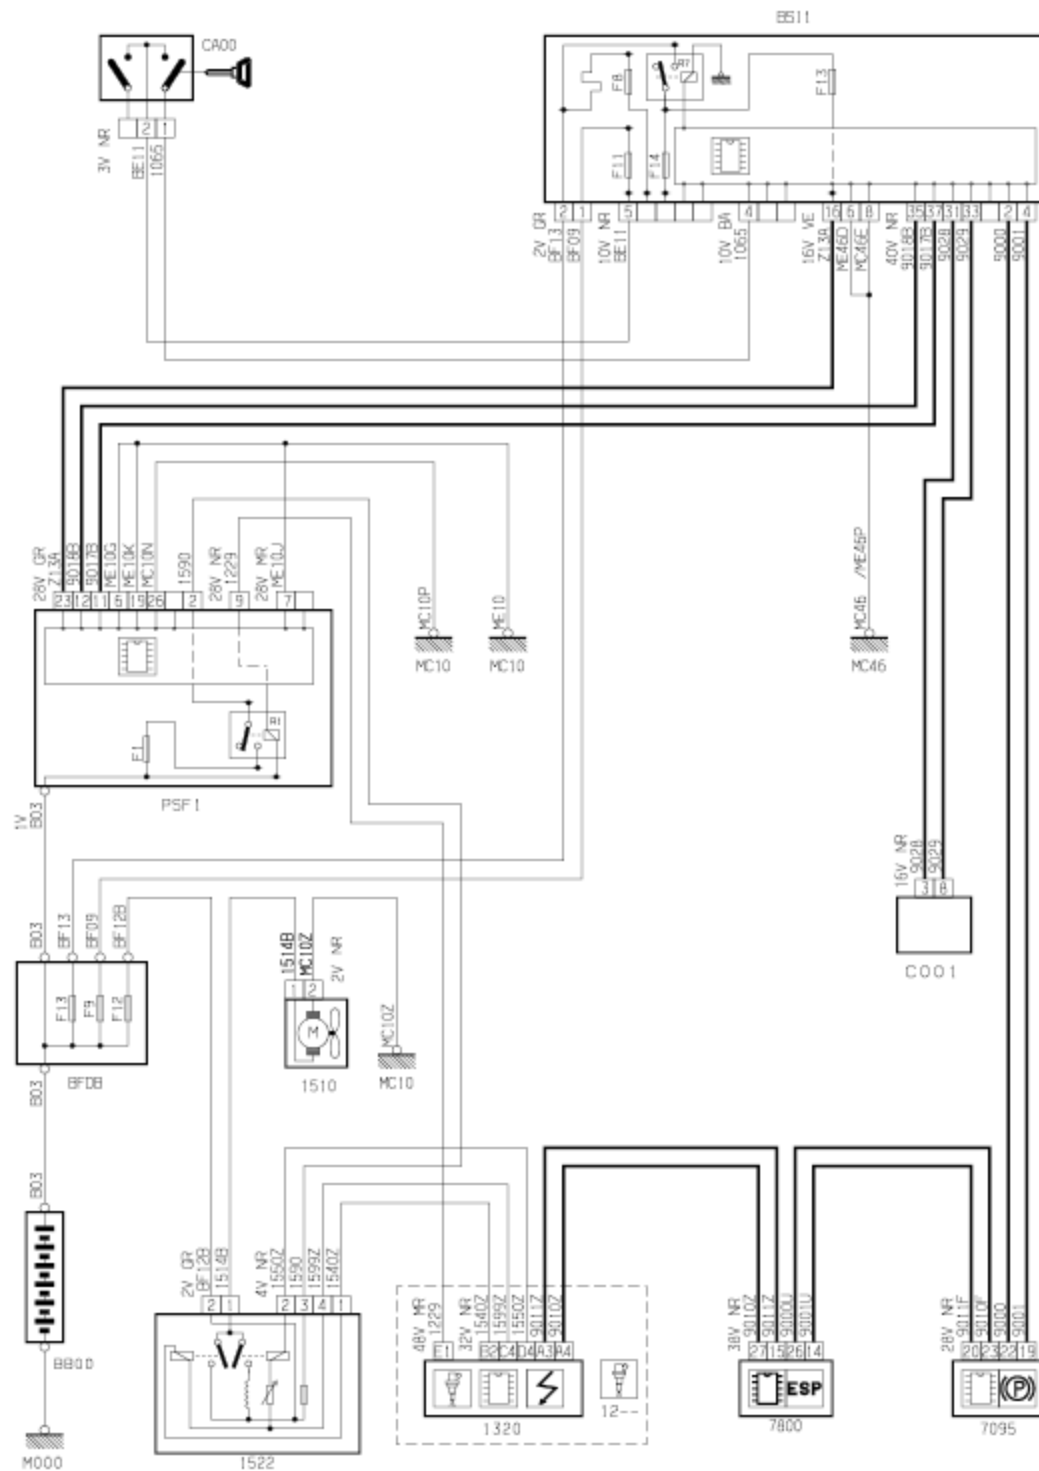 BSI1
CA00
R7
F8
F13
F11
F14
3V NR
2
1
BE11
1065
2
1
5
4
16
6
8
35
37
31
33
2
4
2V GR
BF13
BF09
10V NR
BE11
10V BA
1065
16V VE
Z13A
ME46D
MC46E
40V NR
9018B
9017B
9028
9029
9000
9001
28V GR
Z13A
9018B
9017B
ME10G
ME10K
MC10N
1590
28V NR
1229
28V MR
ME10J
23
12
11
6
19
26
2
9
7
MC10P
MC10
ME10
MC10
MC46 /ME46P
MC46
R1
F1
PSF1
1V
B03
16V NR
9028
9029
3
8
C001
B03
BF13
BF09
BF12B
F13
F9
F12
BFDB
1514B
MC10Z
2V NR
1
2
M
1510
MC10Z
MC10
B03
B03
BB00
M000
2V GR
BF12B
1514B
4V NR
1550Z
1590
1599Z
1540Z
2
1
2
3
4
1
1522
48V MR
1229
32V NR
1540Z
1599Z
1550Z
9011Z
9010Z
E1
B2
C4
D4
A3
A4
1320
12--
38V NR
9010Z
9011Z
9000U
9001U
27
15
26
14
ESP
7800
28V NR
9011F
9010F
9000
9001
20
23
22
19
P
7095